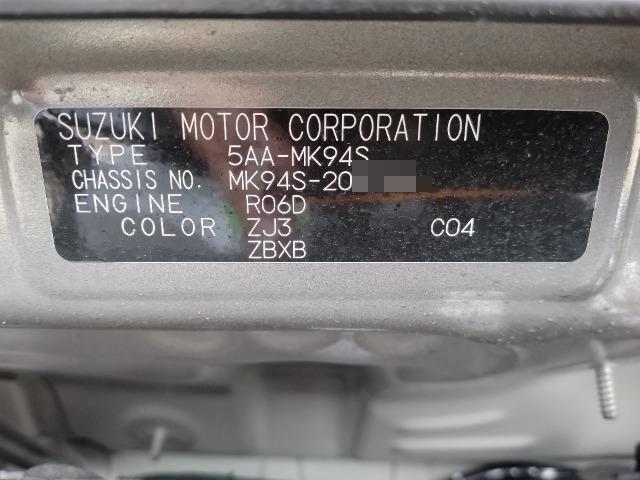 SUZUKI MOTOR CORPORATION
TYPE 5AA-MK94S
CHASSIS NO. MK94S-20
ENGINE R06D
COLOR ZJ3 C04
ZBXB